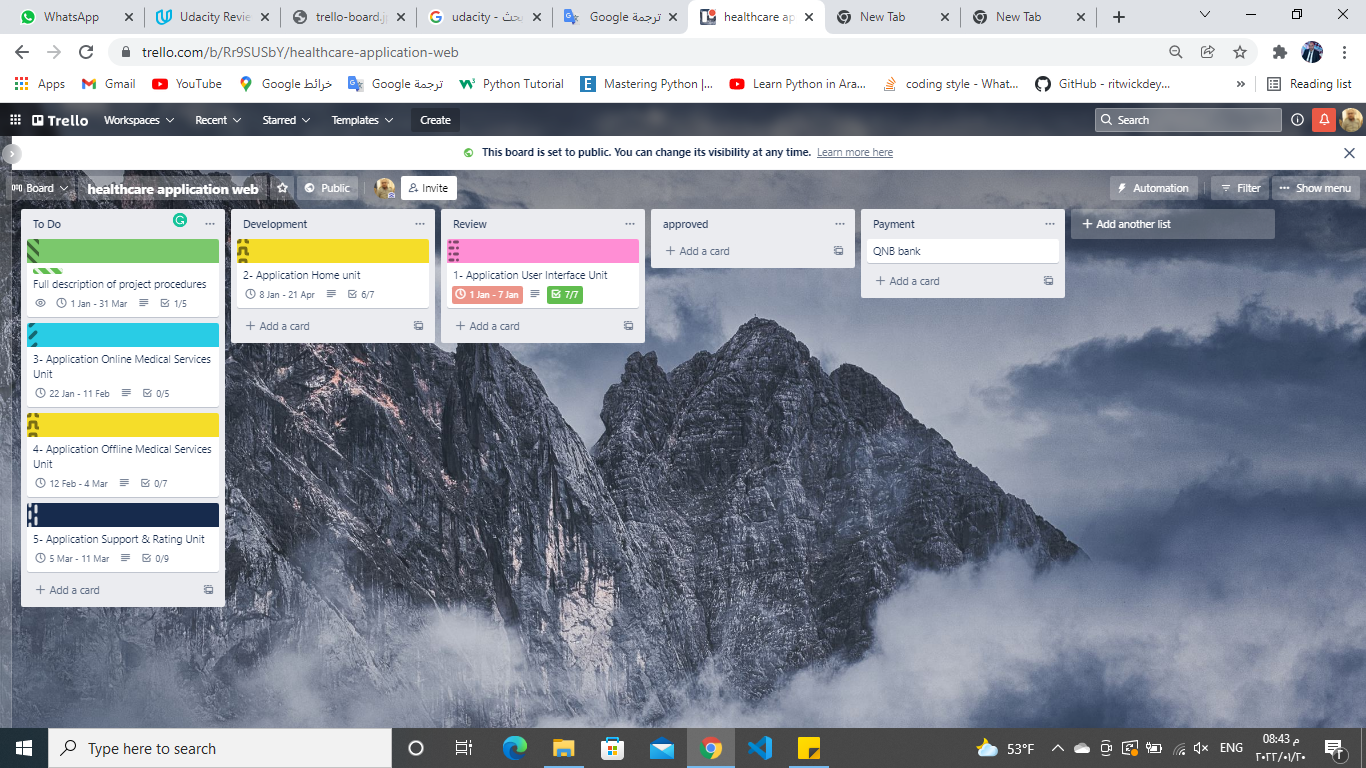 WhatsApp
Udacity Revie
trello-board.j
udacity - بحث
ترجمة Google
healthcare ap
New Tab
New Tab
trello.com/b/Rr9SUSbY/healthcare-application-web
Apps
Gmail
YouTube
خرائط Google
ترجمة Google
Python Tutorial
Mastering Python |...
Learn Python in Ara...
coding style - What...
GitHub - ritwickdey...
»
Reading list
Trello
Workspaces
Recent
Starred
Templates
Create
Search
This board is set to public. You can change its visibility at any time. Learn more here
Board
healthcare application web
Public
Invite
Automation
Filter
Show menu
To Do
Full description of project procedures
1 Jan - 31 Mar
1/5
3- Application Online Medical Services
Unit
22 Jan - 11 Feb
0/5
4- Application Offline Medical Services
Unit
12 Feb - 4 Mar
0/7
5- Application Support & Rating Unit
5 Mar - 11 Mar
0/9
+ Add a card
Development
2- Application Home unit
8 Jan - 21 Apr
6/7
+ Add a card
Review
1- Application User Interface Unit
1 Jan - 7 Jan
7/7
+ Add a card
approved
+ Add a card
Payment
QNB bank
+ Add a card
+ Add another list
Type here to search
53°F
ENG
08:43 م
٢٠٢٢/٠١/٢٠